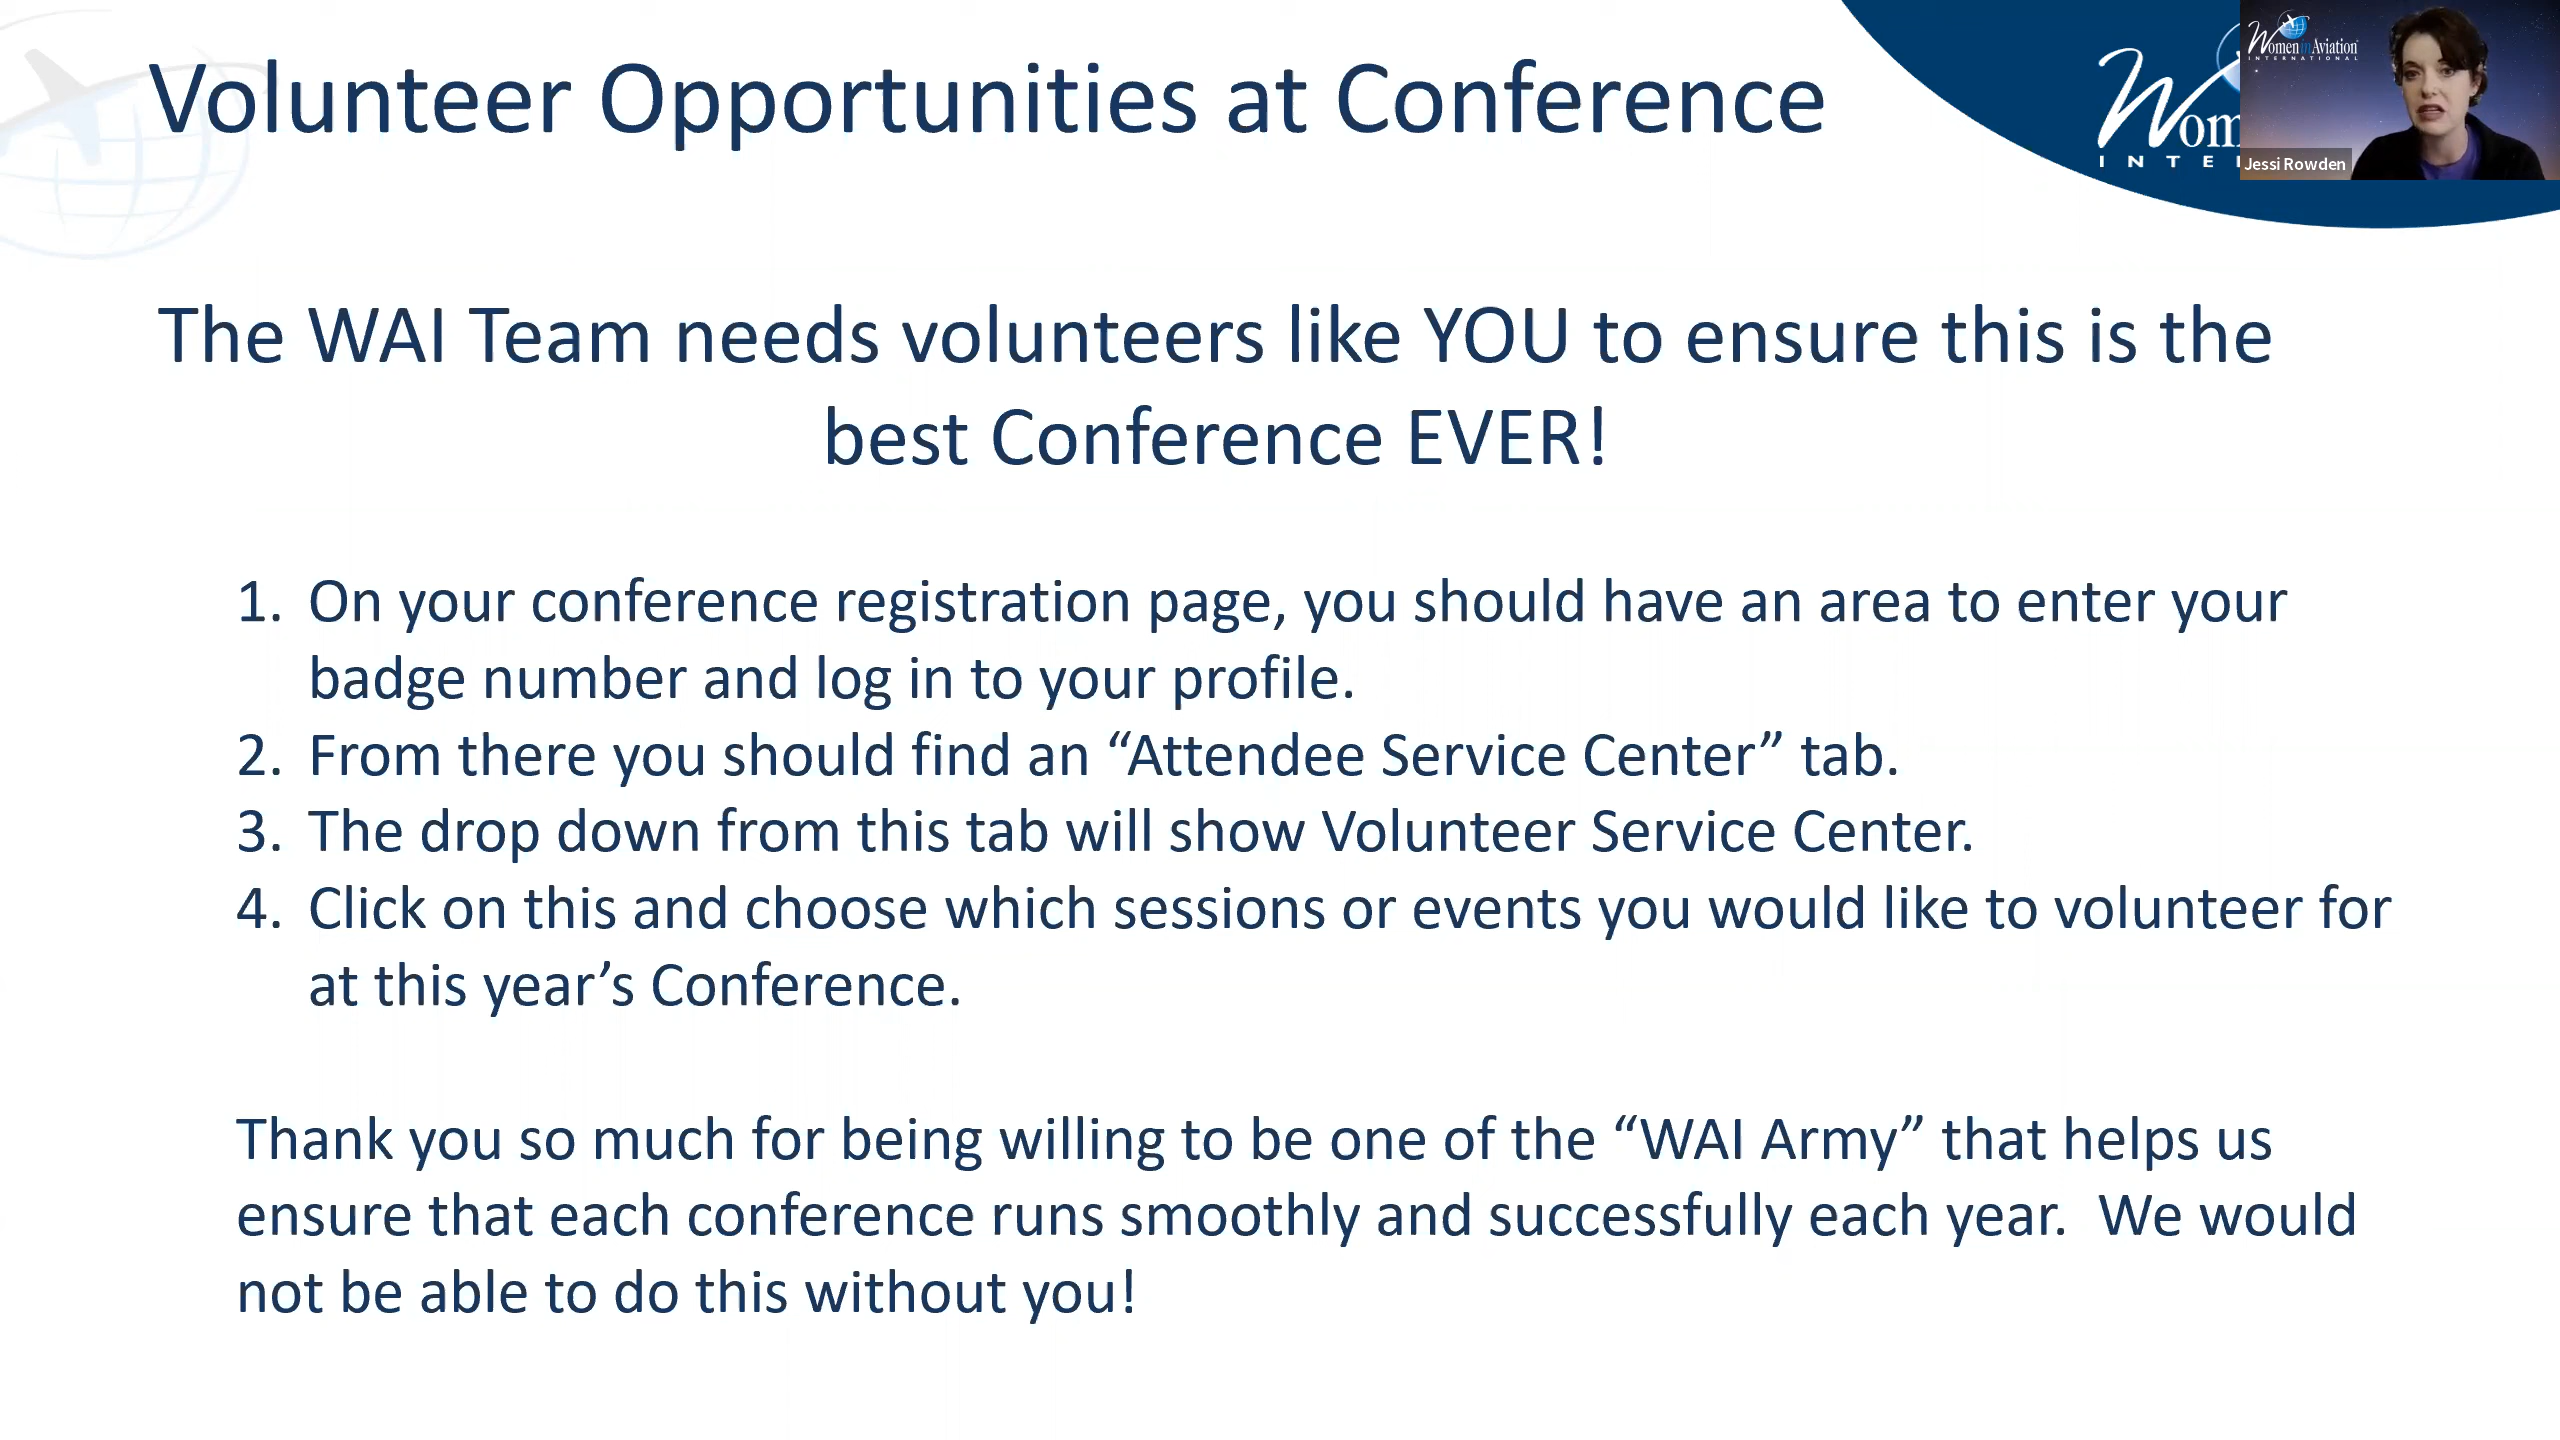 Volunteer Opportunities at Conference
Wom
INTE
Women in Aviation
INTERNATIONAL
Jessi Rowden
The WAI Team needs volunteers like YOU to ensure this is the
best Conference EVER!
1. On your conference registration page, you should have an area to enter your
badge number and log in to your profile.
2. From there you should find an “Attendee Service Center” tab.
3. The drop down from this tab will show Volunteer Service Center.
4. Click on this and choose which sessions or events you would like to volunteer for
at this year’s Conference.
Thank you so much for being willing to be one of the “WAI Army” that helps us
ensure that each conference runs smoothly and successfully each year.  We would
not be able to do this without you!